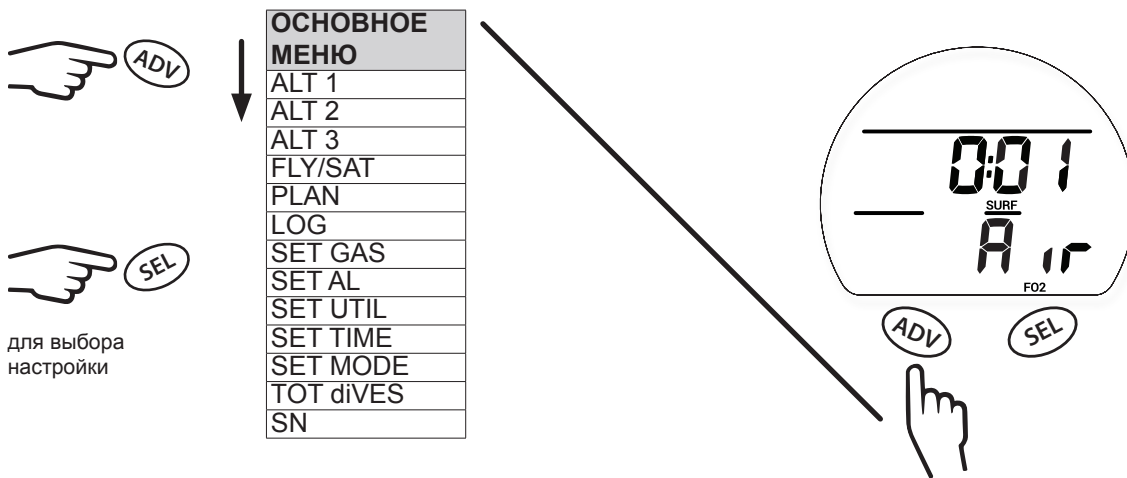 ADV
SEL
для выбора
настройки
ОСНОВНОЕ
МЕНЮ
ALT 1
ALT 2
ALT 3
FLY/SAT
PLAN
LOG
SET GAS
SET AL
SET UTIL
SET TIME
SET MODE
TOT diVES
SN
0:01
SURF
Air
FO2
ADV SEL